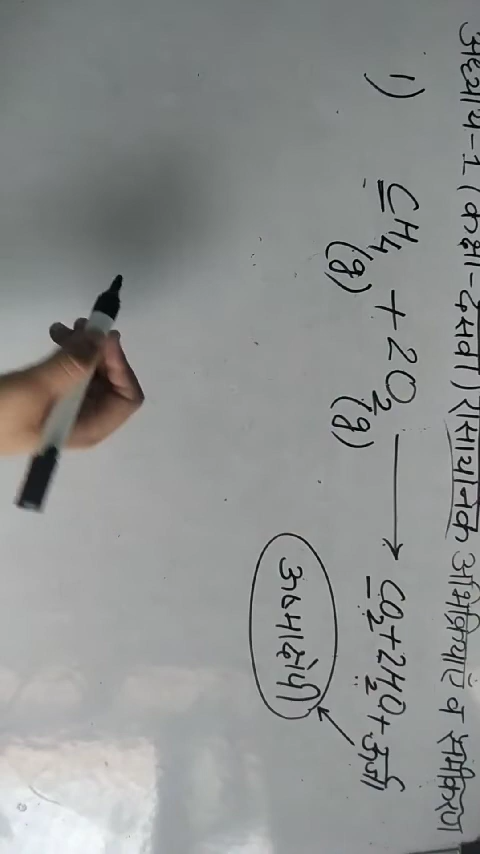 अध्याय-1 (कक्षा-दसवीं) रासायनिक अभिक्रियाएं व समीकरण
1) CH₄(g) + 2O₂(g) → CO₂ + 2H₂O + ऊर्जा
ऊष्माक्षेपी